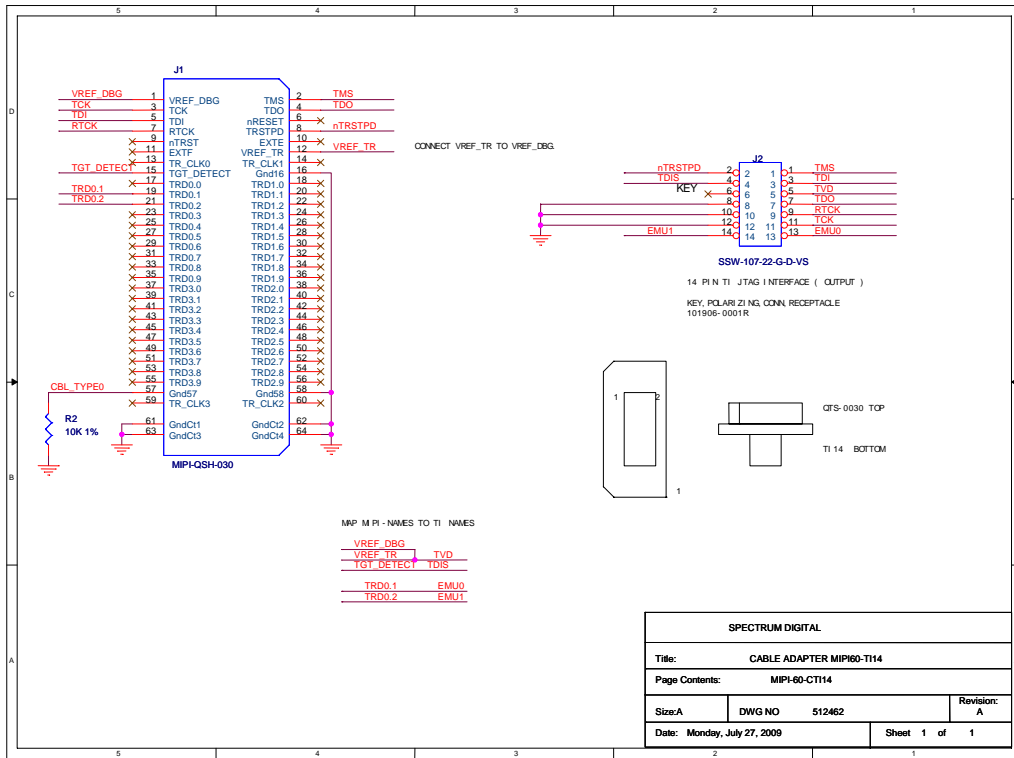 5 4 3 2 1
D
C
B
A
J1
VREF_DBG 1 VREF_DBG TMS 2 TMS
TCK 3 TCK TDO 4 TDO
TDI 5 TDI nRESET 6
RTCK 7 RTCK TRSTPD 8 nTRSTPD
9 nTRST EXTE 10
11 EXTF VREF_TR 12 VREF_TR
13 TR_CLK0 TR_CLK1 14
TGT_DETECT 15 TGT_DETECT Gnd16 16
17 TRD0.0 TRD1.0 18
TRD0.1 19 TRD0.1 TRD1.1 20
TRD0.2 21 TRD0.2 TRD1.2 22
23 TRD0.3 TRD1.3 24
25 TRD0.4 TRD1.4 26
27 TRD0.5 TRD1.5 28
29 TRD0.6 TRD1.6 30
31 TRD0.7 TRD1.7 32
33 TRD0.8 TRD1.8 34
35 TRD0.9 TRD1.9 36
37 TRD3.0 TRD2.0 38
39 TRD3.1 TRD2.1 40
41 TRD3.2 TRD2.2 42
43 TRD3.3 TRD2.3 44
45 TRD3.4 TRD2.4 46
47 TRD3.5 TRD2.5 48
49 TRD3.6 TRD2.6 50
51 TRD3.7 TRD2.7 52
53 TRD3.8 TRD2.8 54
55 TRD3.9 TRD2.9 56
CBL_TYPE0 57 Gnd57 Gnd58 58
59 TR_CLK3 TR_CLK2 60
61 GndCt1 GndCt2 62
63 GndCt3 GndCt4 64
MIPI-QSH-030
R2
10K 1%
CONNECT VREF_TR TO VREF_DBG.
J2
nTRSTPD 2 2 1 1 TMS
TDIS 4 4 3 3 TDI
KEY 6 6 5 5 TVD
8 8 7 7 TDO
10 10 9 9 RTCK
12 12 11 11 TCK
EMU1 14 14 13 13 EMU0
SSW-107-22-G-D-VS
14 PIN TI JTAG INTERFACE ( OUTPUT )
KEY, POLARIZING, CONN, RECEPTACLE
101906-0001R
1 2
1
QTS-0030 TOP
TI 14 BOTTOM
MAP MIPI-NAMES TO TI NAMES
VREF_DBG
VREF_TR TVD
TGT_DETECT TDIS
TRD0.1 EMU0
TRD0.2 EMU1
SPECTRUM DIGITAL
Title: CABLE ADAPTER MIPI60-TI14
Page Contents: MIPI-60-CTI14
Size:A DWG NO 512462 Revision: A
Date: Monday, July 27, 2009 Sheet 1 of 1
5 4 3 2 1